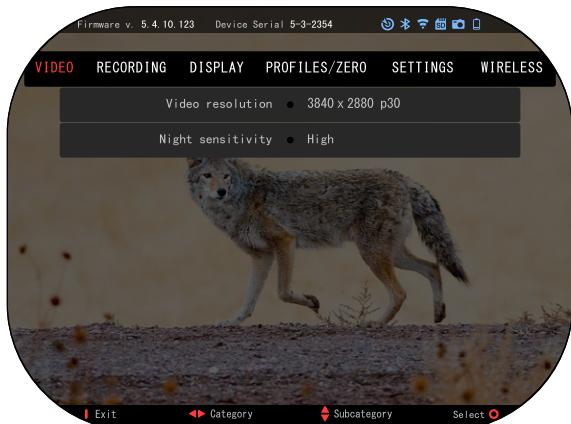 Firmware v. 5.4.10.123 Device Serial 5-3-2354 SD
VIDEO RECORDING DISPLAY PROFILES/ZERO SETTINGS WIRELESS
Video resolution ● 3840 x 2880 p30
Night sensitivity ● High
Exit Category Subcategory Select